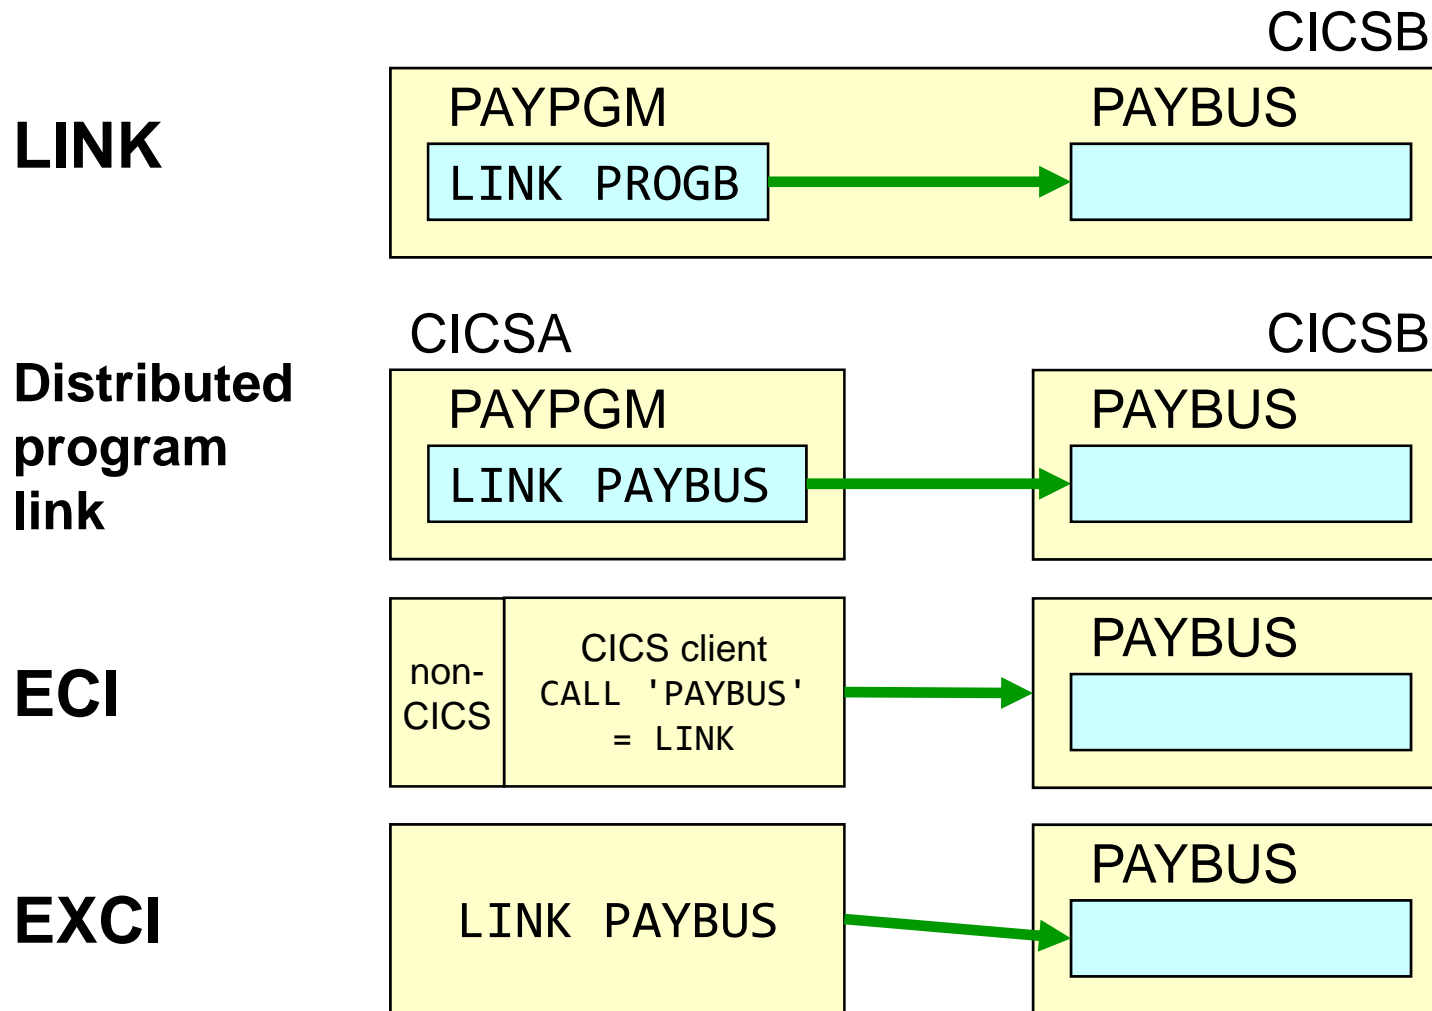 CICSB
LINK
PAYPGM
PAYBUS
LINK PROGB
CICSA
CICSB
Distributed
program
link
PAYPGM
PAYBUS
LINK PAYBUS
ECI
non-
CICS
CICS client
CALL 'PAYBUS'
= LINK
PAYBUS
EXCI
LINK PAYBUS
PAYBUS